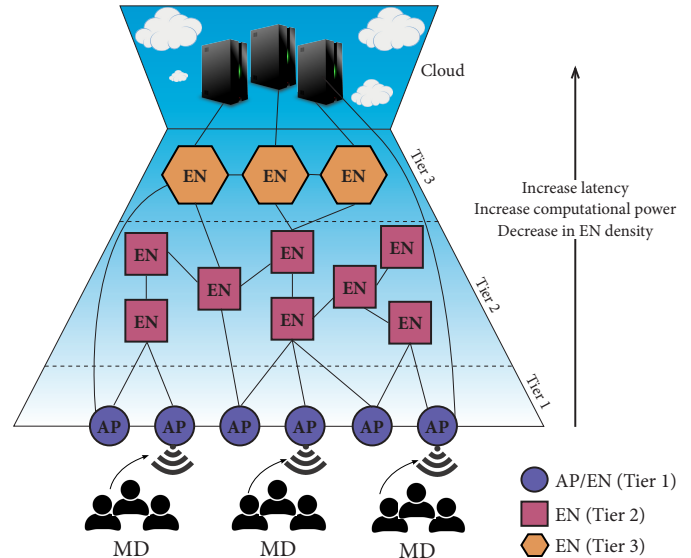 Cloud
Tier 3
EN EN EN
Increase latency
Increase computational power
Decrease in EN density
EN
EN
EN
EN
EN
EN
EN
EN
Tier 2
Tier 1
AP AP AP AP AP AP
MD MD MD
AP/EN (Tier 1)
EN (Tier 2)
EN (Tier 3)